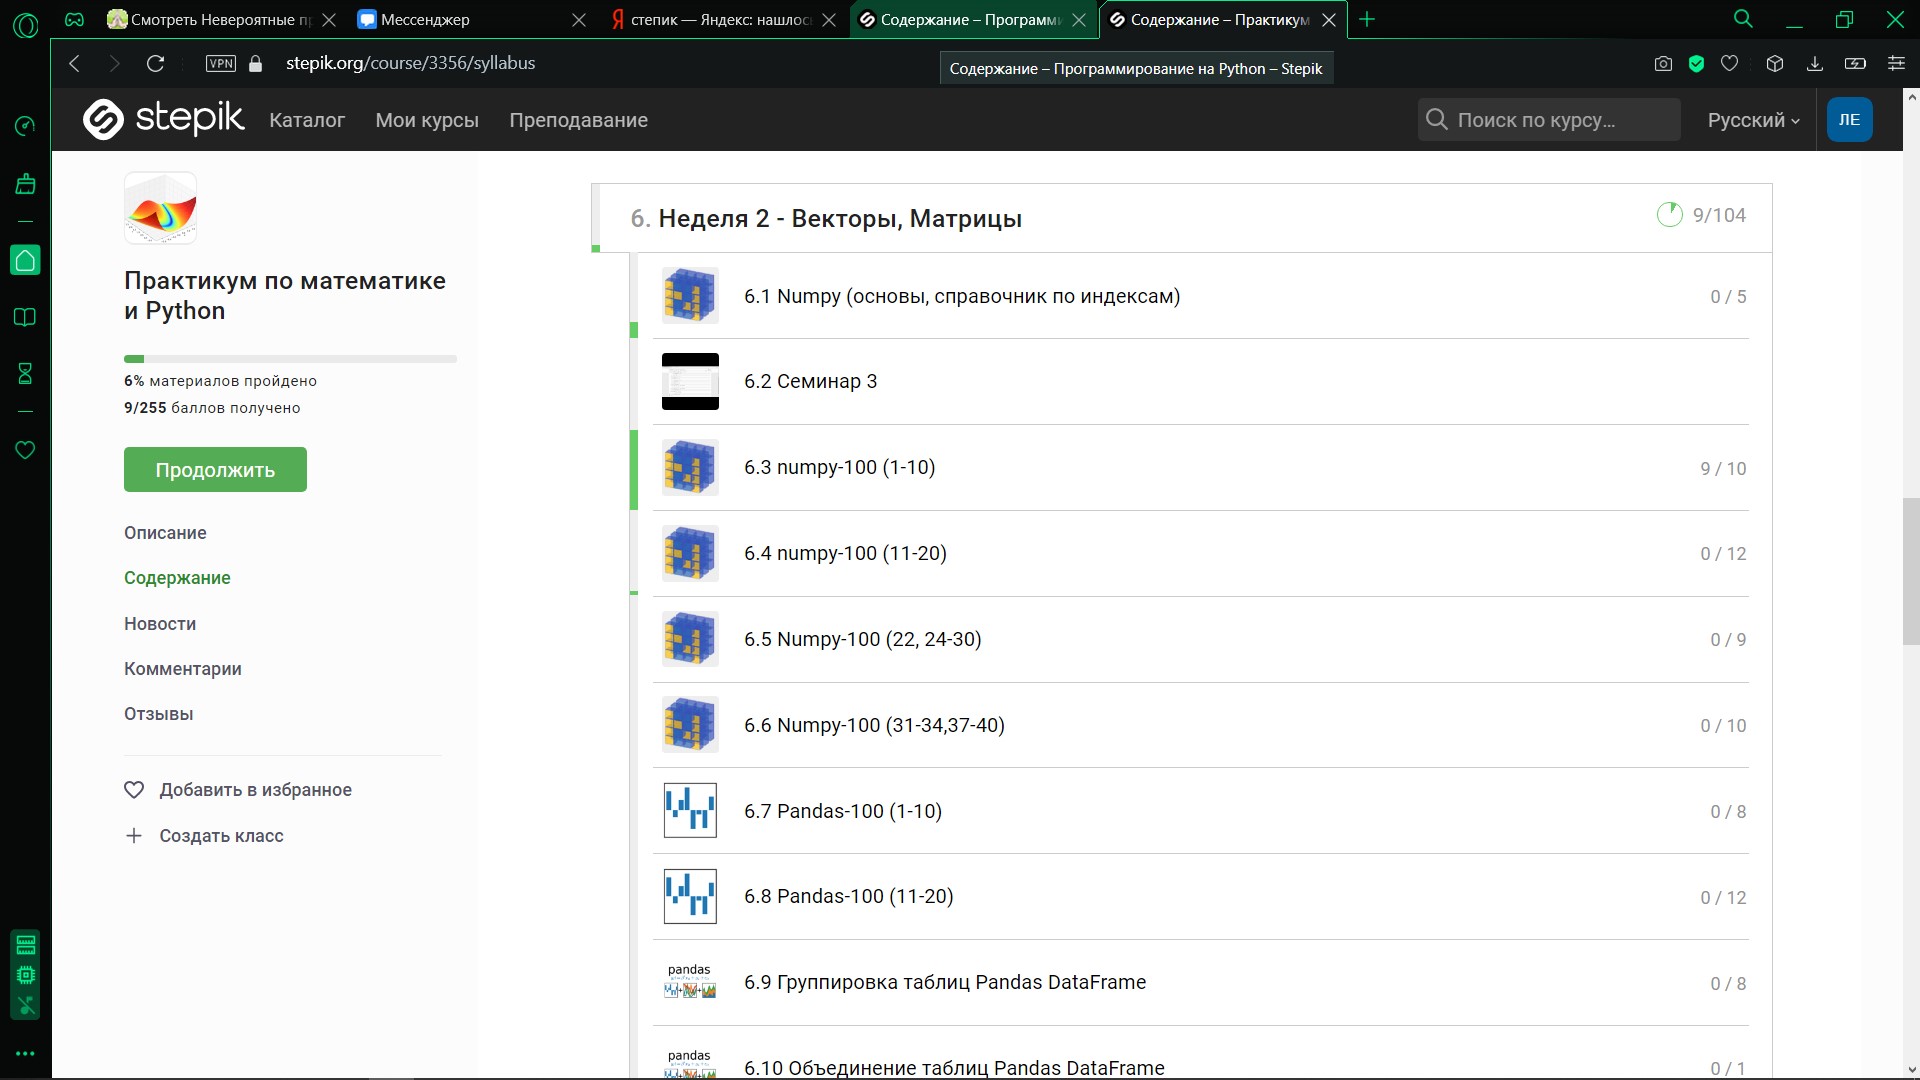 Смотреть Невероятные п
Мессенджер
степик — Яндекс: нашлос
Содержание – Программи
Содержание – Практикум
VPN
stepik.org/course/3356/syllabus
Содержание – Программирование на Python – Stepik
stepik
Каталог
Мои курсы
Преподавание
Поиск по курсу...
Русский
ЛЕ
Практикум по математике
и Python
6% материалов пройдено
9/255 баллов получено
Продолжить
Описание
Содержание
Новости
Комментарии
Отзывы
Добавить в избранное
Создать класс
6. Неделя 2 - Векторы, Матрицы
9/104
6.1 Numpy (основы, справочник по индексам)
0 / 5
6.2 Семинар 3
6.3 numpy-100 (1-10)
9 / 10
6.4 numpy-100 (11-20)
0 / 12
6.5 Numpy-100 (22, 24-30)
0 / 9
6.6 Numpy-100 (31-34,37-40)
0 / 10
6.7 Pandas-100 (1-10)
0 / 8
6.8 Pandas-100 (11-20)
0 / 12
pandas
6.9 Группировка таблиц Pandas DataFrame
0 / 8
pandas
6.10 Объединение таблиц Pandas DataFrame
0 / 1